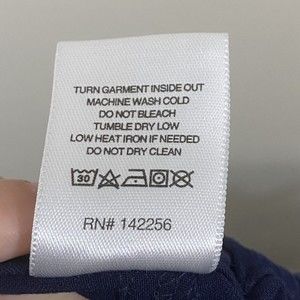 TURN GARMENT INSIDE OUT
MACHINE WASH COLD
DO NOT BLEACH
TUMBLE DRY LOW
LOW HEAT IRON IF NEEDED
DO NOT DRY CLEAN
30
RN# 142256